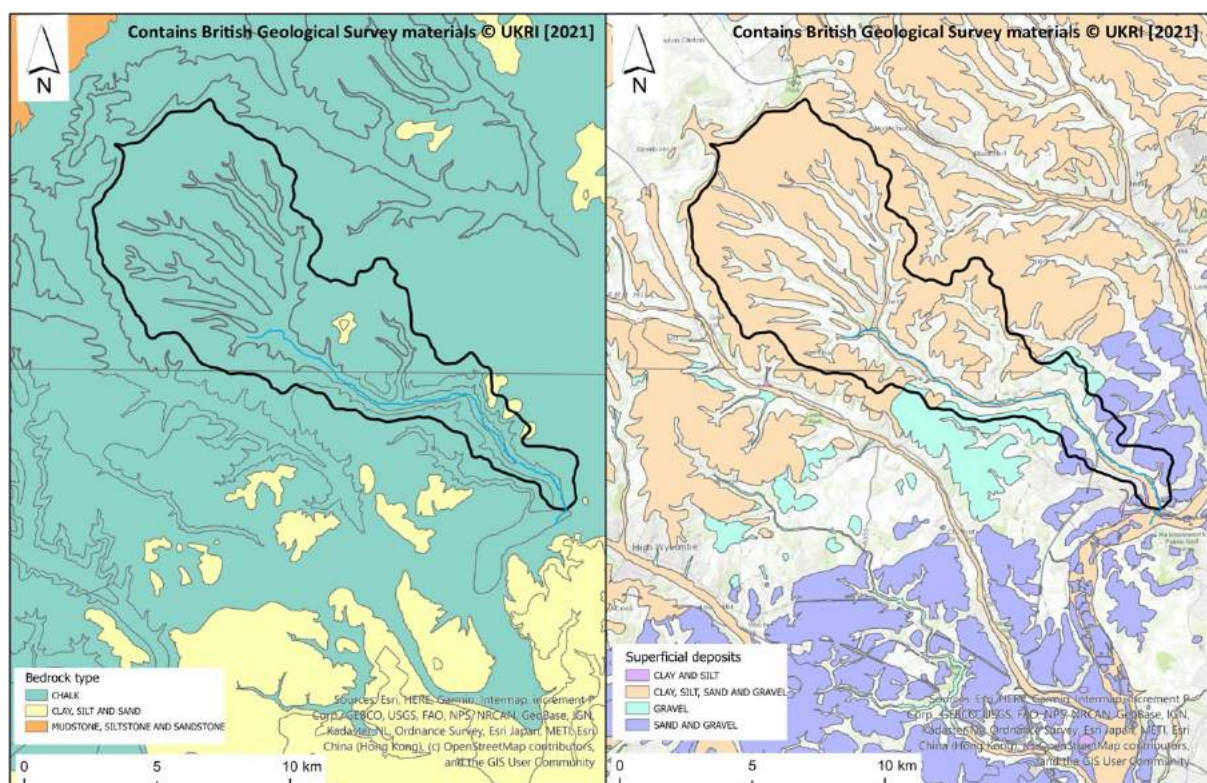 Contains British Geological Survey materials © UKRI [2021]
N
Bedrock type
CHALK
CLAY, SILT AND SAND
MUDSTONE, SILTSTONE AND SANDSTONE
Sources: Esri, HERE, Garmin, Intermap, increment P
Corp., GEBCO, USGS, FAO, NPS, NRCAN, GeoBase, IGN,
Kadaster NL, Ordnance Survey, Esri Japan, METI, Esri
China (Hong Kong), (c) OpenStreetMap contributors,
and the GIS User Community
0 5 10 km
Contains British Geological Survey materials © UKRI [2021]
N
High Wycombe
Superficial deposits
CLAY AND SILT
CLAY, SILT, SAND AND GRAVEL
GRAVEL
SAND AND GRAVEL
Sources: Esri, HERE, Garmin, Intermap, increment P
Corp., GEBCO, USGS, FAO, NPS, NRCAN, GeoBase, IGN,
Kadaster NL, Ordnance Survey, Esri Japan, METI, Esri
China (Hong Kong), (c) OpenStreetMap contributors,
and the GIS User Community
0 5 10 km